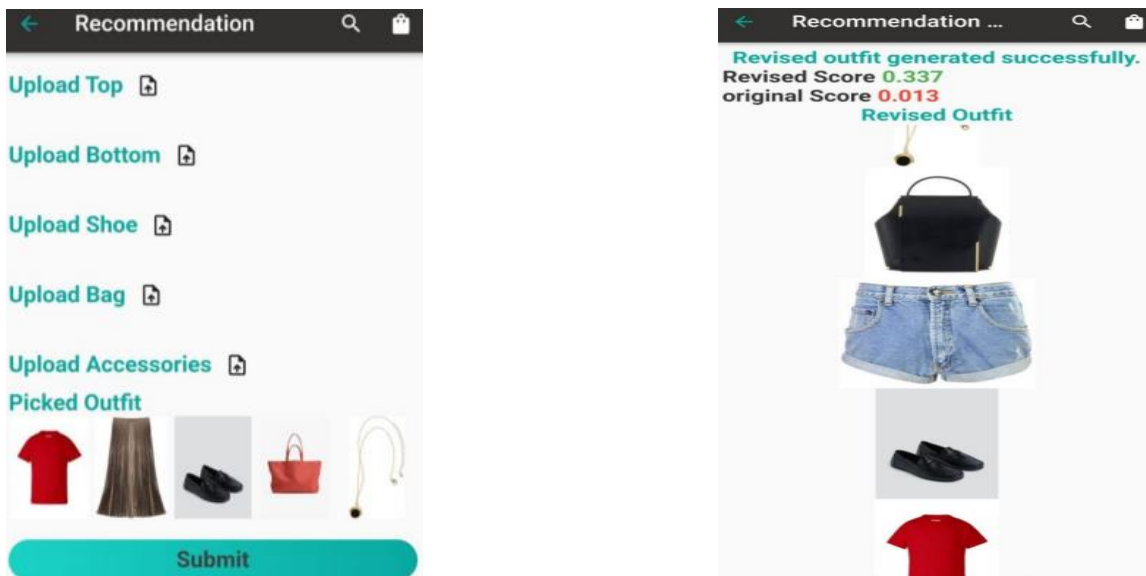 Recommendation
Upload Top
Upload Bottom
Upload Shoe
Upload Bag
Upload Accessories
Picked Outfit
Submit
Recommendation ...
Revised outfit generated successfully.
Revised Score 0.337
original Score 0.013
Revised Outfit